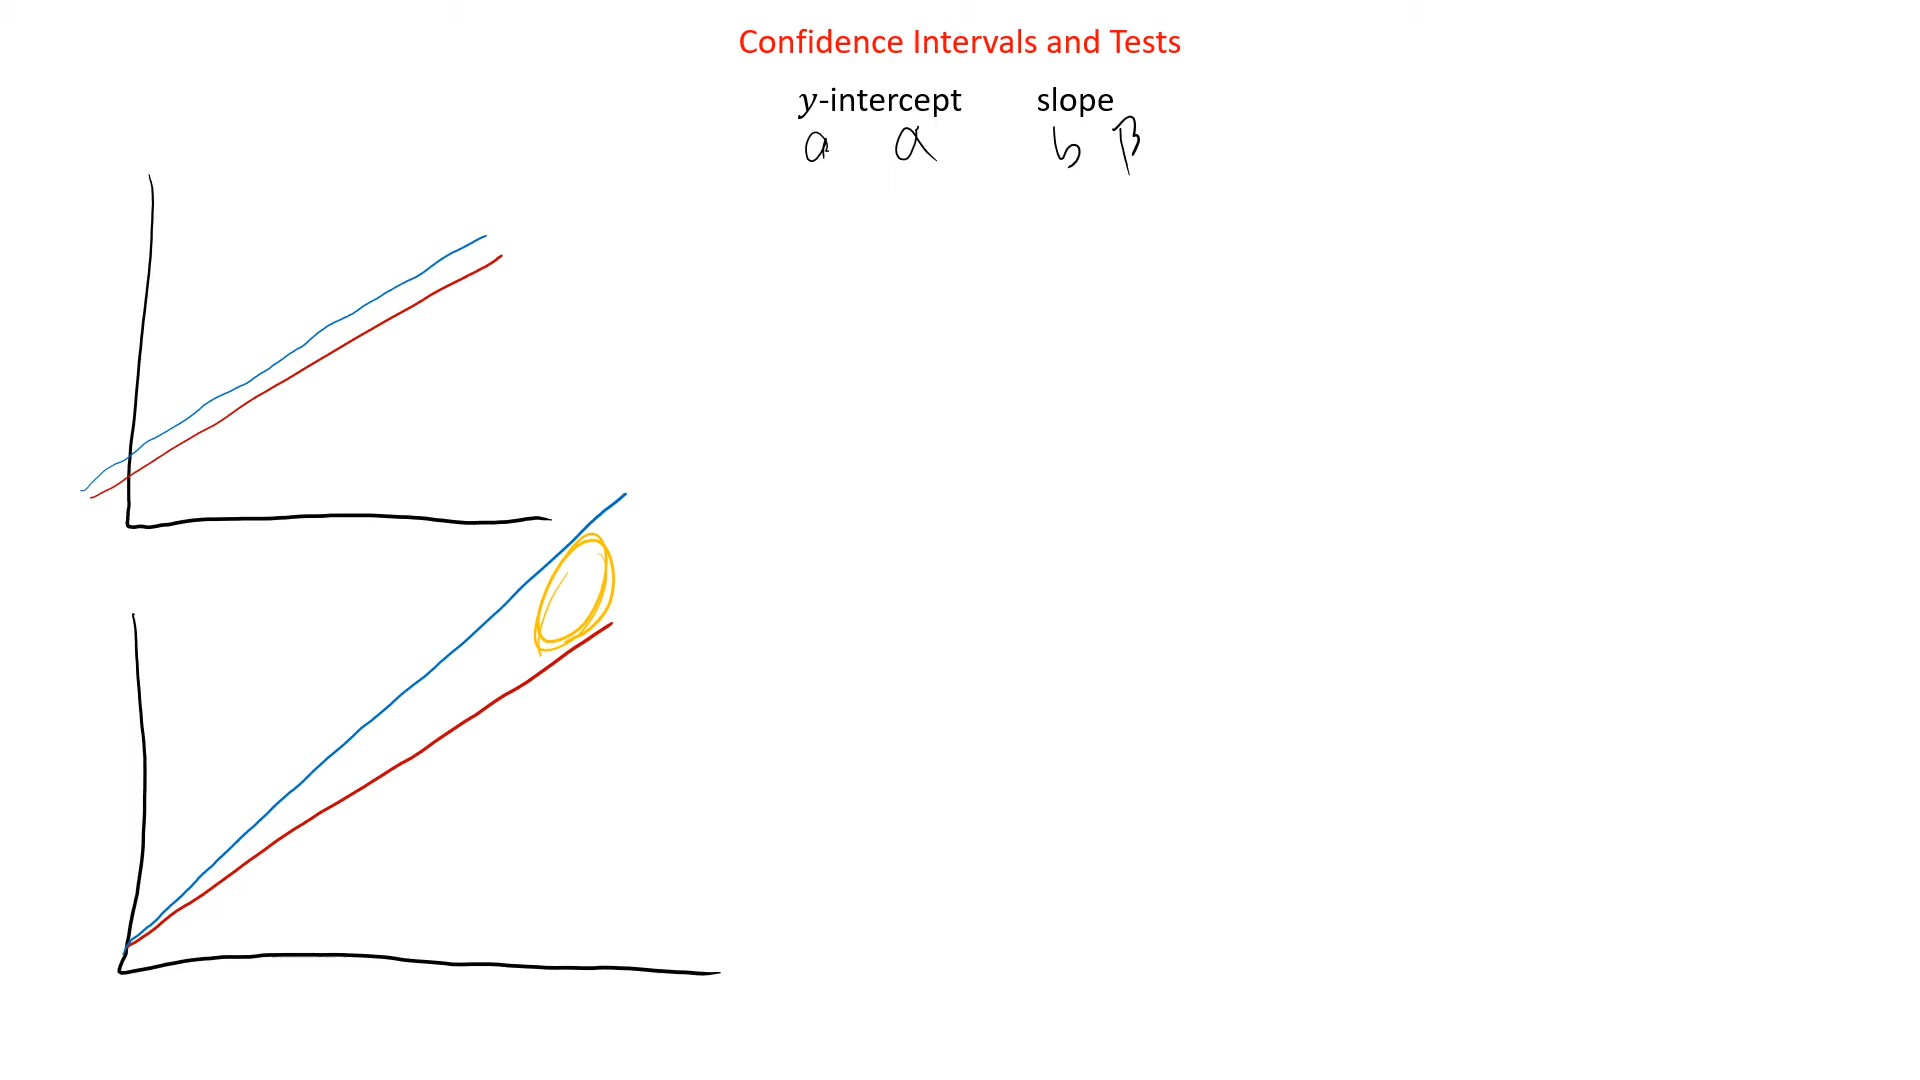 Confidence Intervals and Tests
y-intercept slope
a α b β